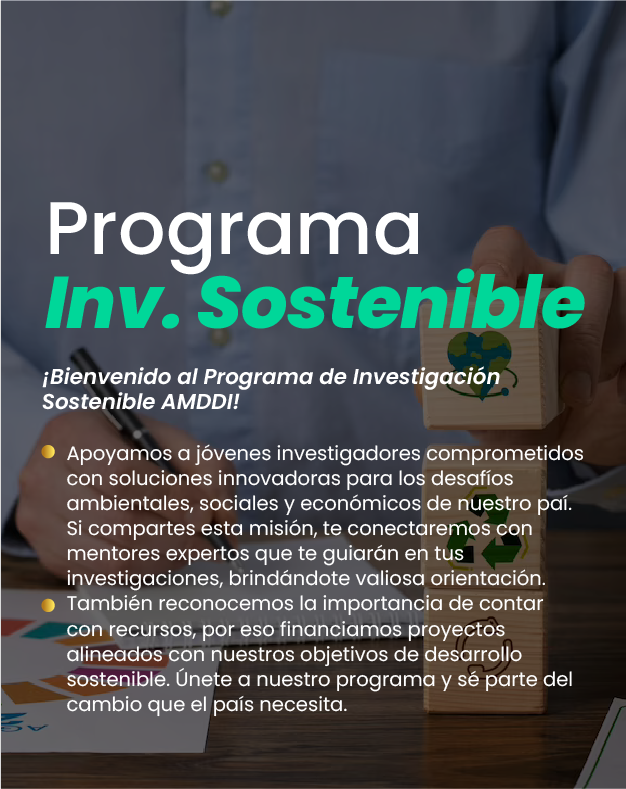 Programa
Inv. Sostenible
¡Bienvenido al Programa de Investigación
Sostenible AMDDI!
Apoyamos a jóvenes investigadores comprometidos
con soluciones innovadoras para los desafíos
ambientales, sociales y económicos de nuestro paí.
Si compartes esta misión, te conectaremos con
mentores expertos que te guiarán en tus
investigaciones, brindándote valiosa orientación.
También reconocemos la importancia de contar
con recursos, por eso financiamos proyectos
alineados con nuestros objetivos de desarrollo
sostenible. Únete a nuestro programa y sé parte del
cambio que el país necesita.